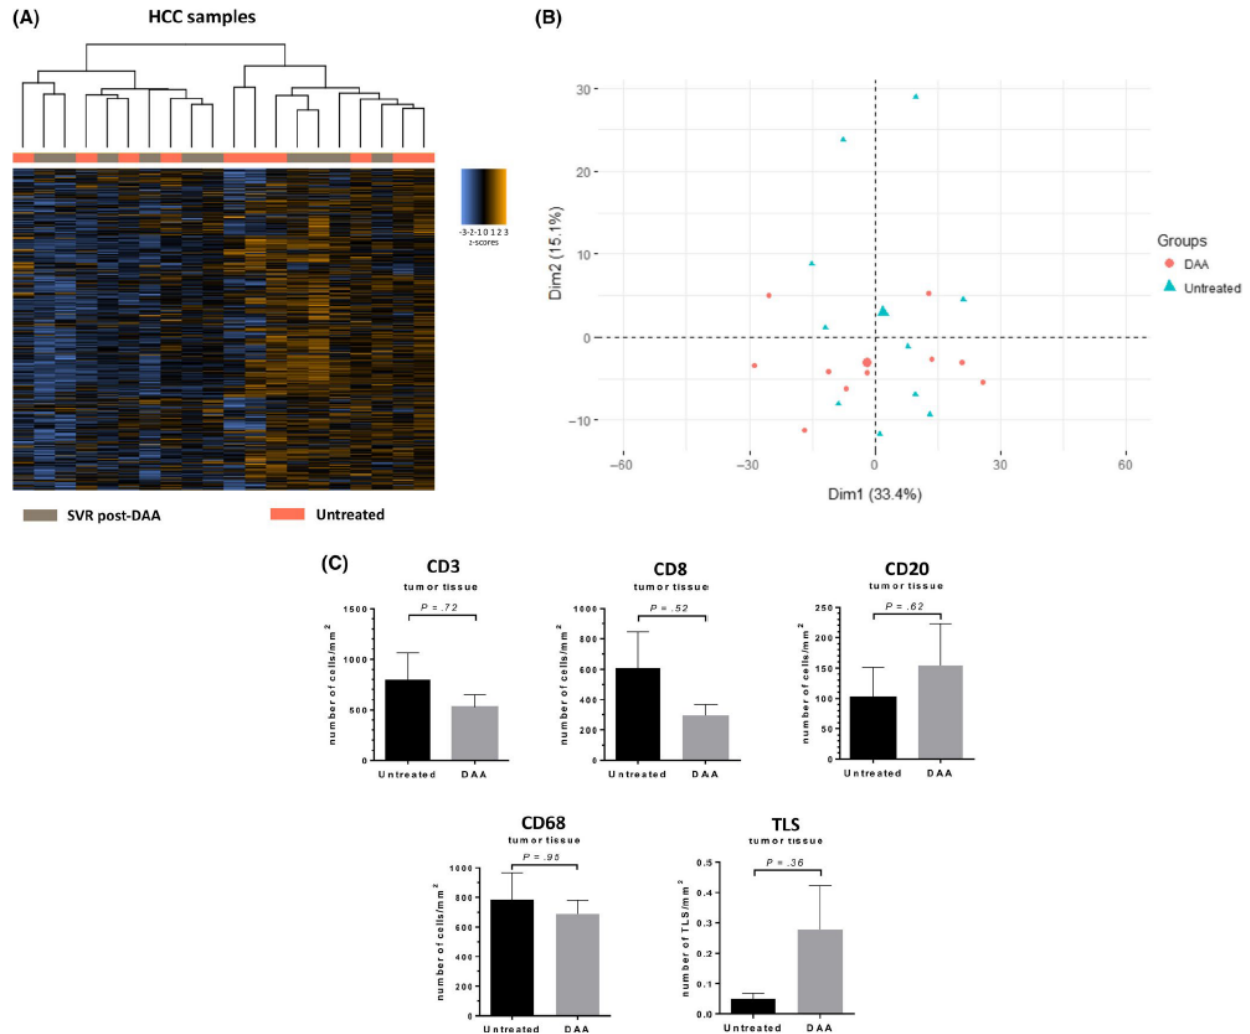 (A)
HCC samples
-3-2-1 0 1 2 3
z-scores
SVR post-DAA
Untreated
(B)
30
20
10
0
−10
Dim2 (15.1%)
−60
−30
0
30
60
Dim1 (33.4%)
Groups
DAA
Untreated
(C)
CD3
tumor tissue
P = .72
number of cells/mm²
1500
1000
500
0
Untreated
DAA
CD8
tumor tissue
P = .52
number of cells/mm²
1000
800
600
400
200
0
Untreated
DAA
CD20
tumor tissue
P = .62
number of cells/mm²
250
200
150
100
50
0
Untreated
DAA
CD68
tumor tissue
P = .95
number of cells/mm²
1000
800
600
400
200
0
Untreated
DAA
TLS
tumor tissue
P = .36
number of TLS/mm²
0.5
0.4
0.3
0.2
0.1
0.0
Untreated
DAA